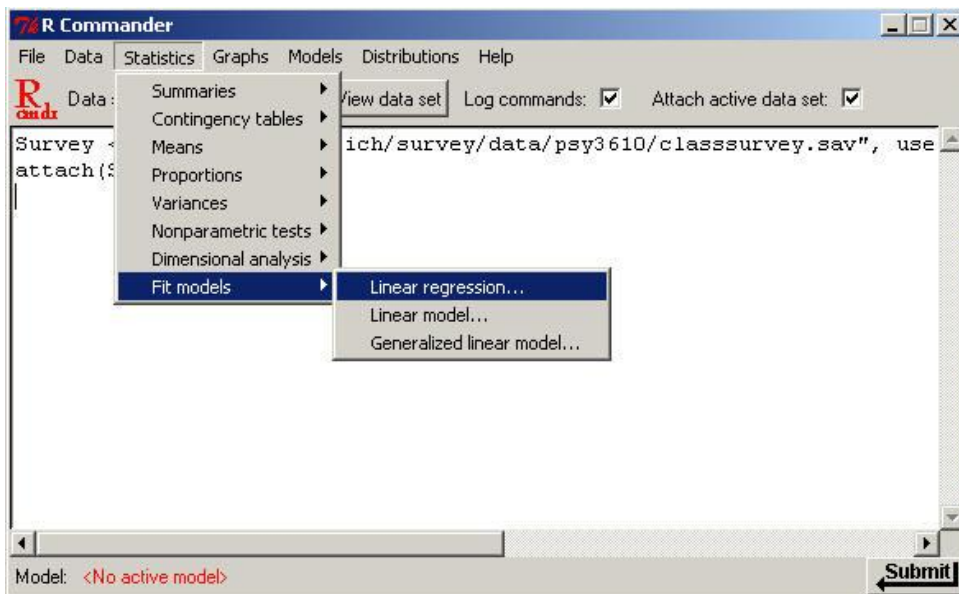 R Commander
File Data Statistics Graphs Models Distributions Help
R cmdr Data : View data set Log commands: Attach active data set:
Survey < ich/survey/data/psy3610/classsurvey.sav", use
attach(S
Summaries
Contingency tables
Means
Proportions
Variances
Nonparametric tests
Dimensional analysis
Fit models
Linear regression...
Linear model...
Generalized linear model...
Model: <No active model>
Submit